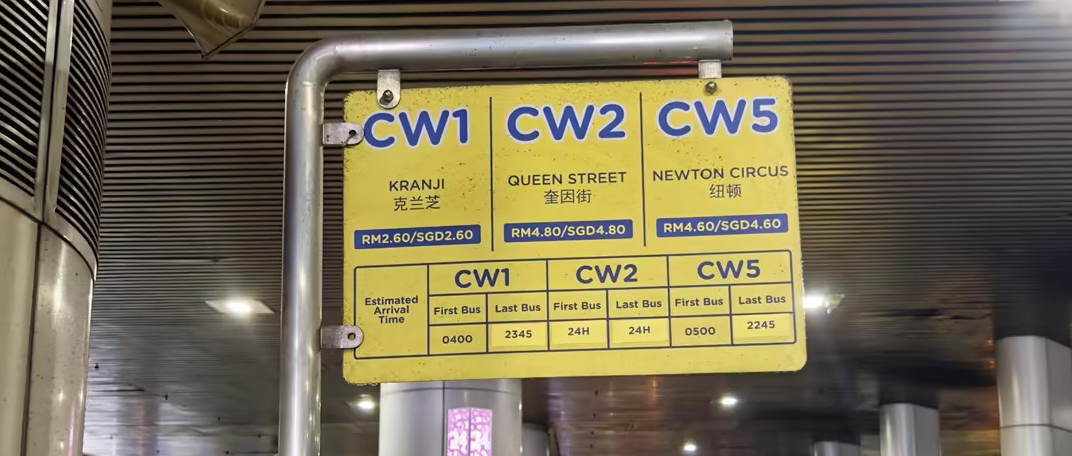 CW1
KRANJI
克兰芝
RM2.60/SGD2.60
CW2
QUEEN STREET
奎因街
RM4.80/SGD4.80
CW5
NEWTON CIRCUS
纽顿
RM4.60/SGD4.60
Estimated
Arrival
Time
CW1 CW2 CW5
First Bus Last Bus First Bus Last Bus First Bus Last Bus
0400 2345 24H 24H 0500 2245